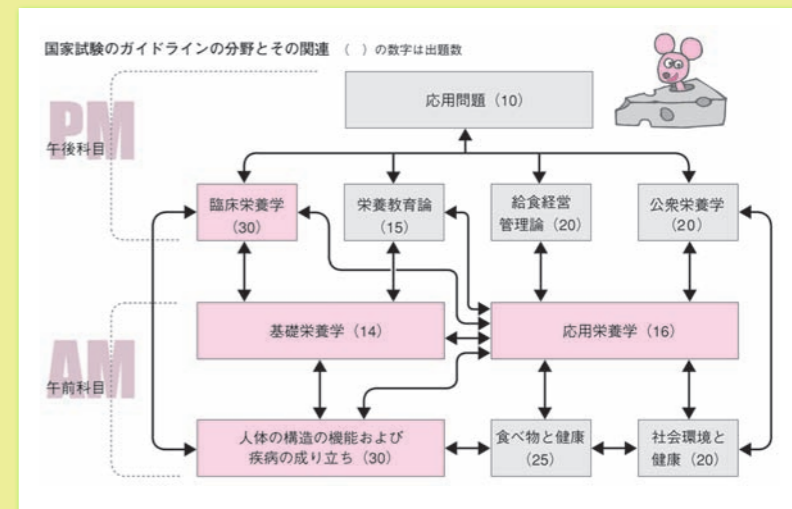 国家試験のガイドラインの分野とその関連 （ ）の数字は出題数
PM
午後科目
応用問題（10）
臨床栄養学
（30）
栄養教育論
（15）
給食経営
管理論（20）
公衆栄養学
（20）
AM
午前科目
基礎栄養学（14）
応用栄養学（16）
人体の構造の機能および
疾病の成り立ち（30）
食べ物と健康
（25）
社会環境と
健康（20）